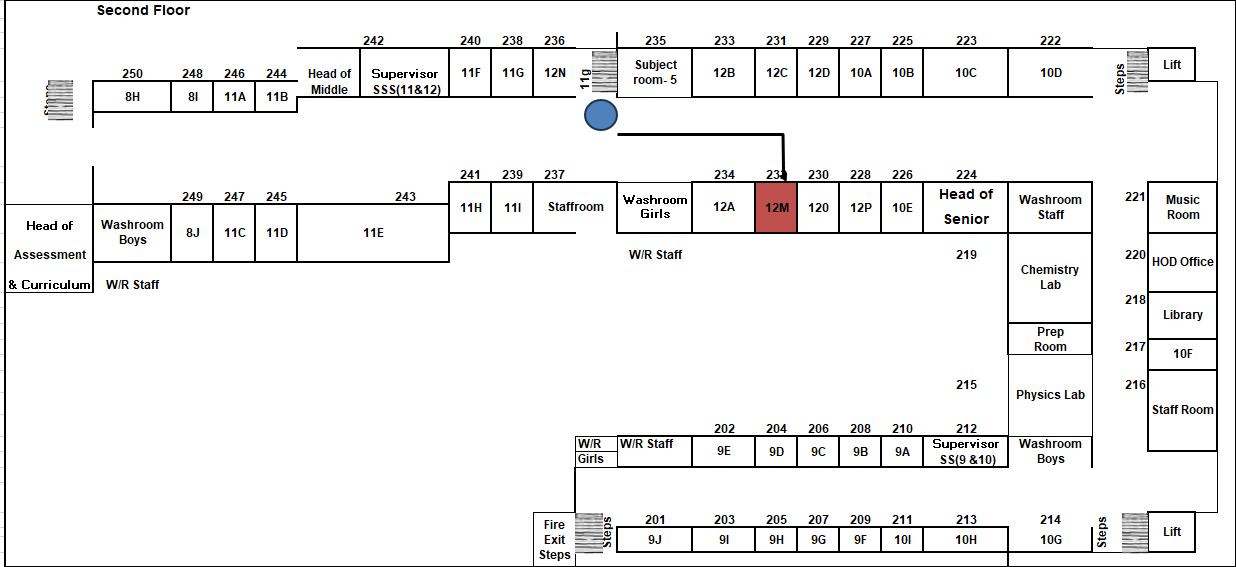 Second Floor
242 240 238 236 235 233 231 229 227 225 223 222
250 248 246 244
Head of Middle
Supervisor SSS(11&12)
11F 11G 12N
11g
Subject room- 5
12B 12C 12D 10A 10B 10C 10D
Steps
Lift
8H 8I 11A 11B
241 239 237 234 230 228 226 224
249 247 245 243
221
Head of Assessment & Curriculum
Washroom Boys
8J 11C 11D 11E
11H 11I Staffroom
Washroom Girls
12A 12M 120 12P 10E
Head of Senior
Washroom Staff
Music Room
W/R Staff
W/R Staff
219
Chemistry Lab
220
HOD Office
218
Library
Prep Room
217
10F
215
Physics Lab
216
Staff Room
202 204 206 208 210 212
W/R Girls
W/R Staff
9E 9D 9C 9B 9A
Supervisor SS(9 &10)
Washroom Boys
Fire Exit Steps
Steps
201 203 205 207 209 211 213 214
9J 9I 9H 9G 9F 10I 10H 10G
Steps
Lift